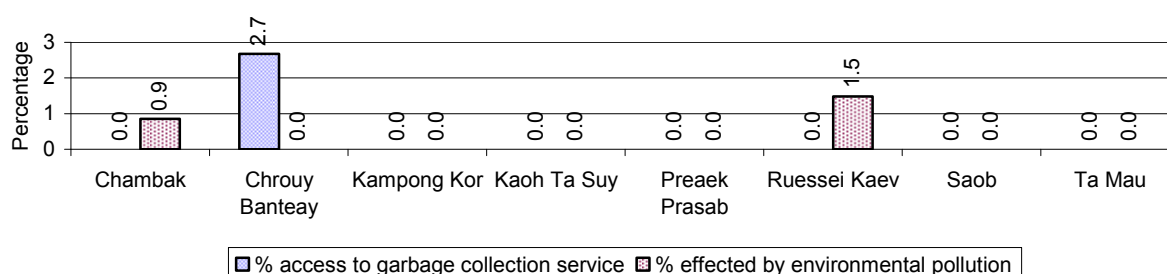 Percentage
3
2
1
0
0.0 0.9 2.7 0.0 0.0 0.0 0.0 0.0 0.0 0.0 0.0 1.5 0.0 0.0 0.0 0.0
Chambak Chrouy Kampong Kor Kaoh Ta Suy Preaek Ruessei Kaev Saob Ta Mau
Banteay Prasab
% access to garbage collection service % effected by environmental pollution